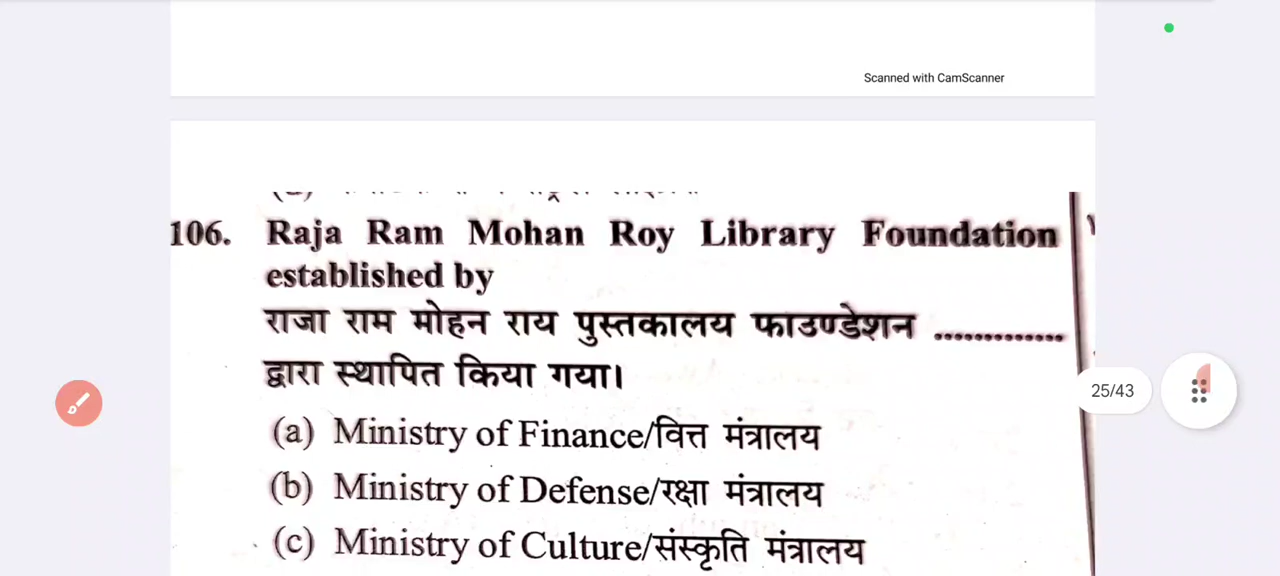 Scanned with CamScanner
106. Raja Ram Mohan Roy Library Foundation
established by
राजा राम मोहन राय पुस्तकालय फाउण्डेशन .............
द्वारा स्थापित किया गया।
25/43
(a) Ministry of Finance/वित्त मंत्रालय
(b) Ministry of Defense/रक्षा मंत्रालय
(c) Ministry of Culture/संस्कृति मंत्रालय